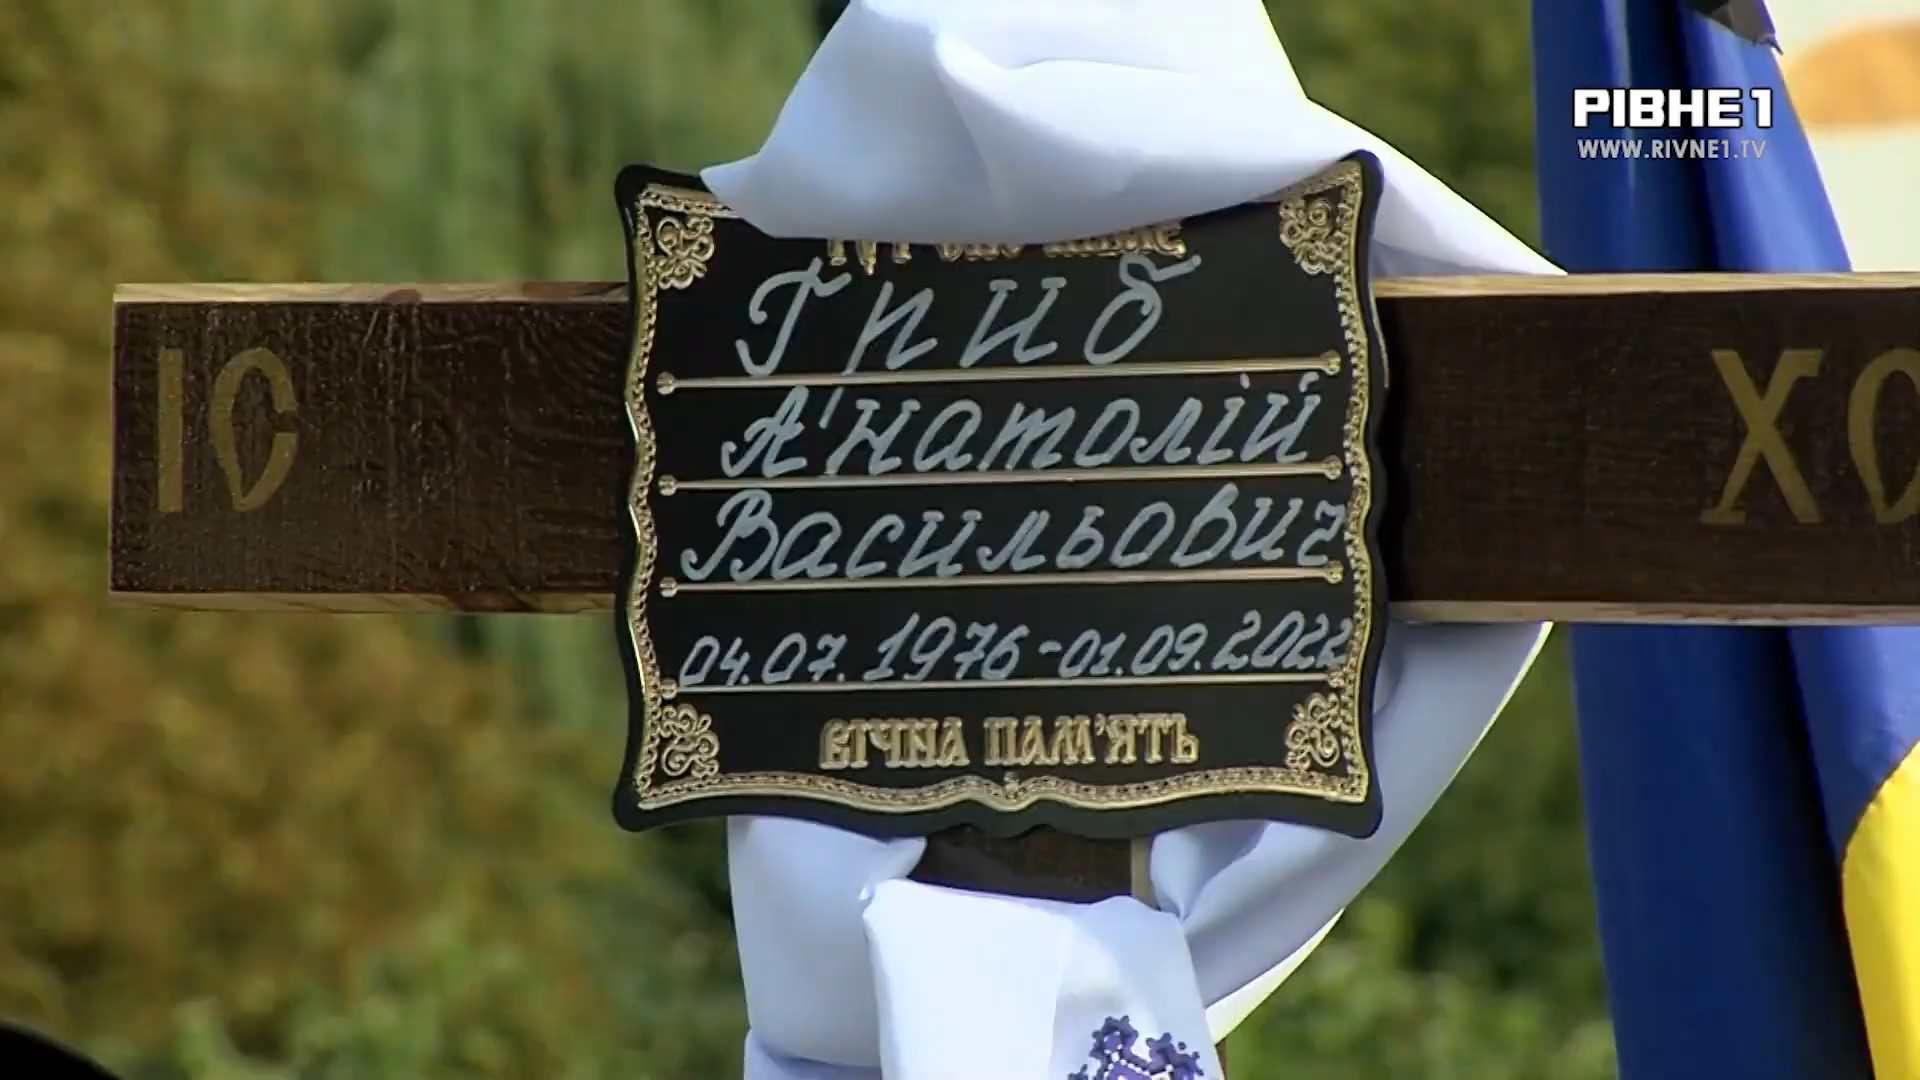 РІВНЕ 1
WWW.RIVNE1.TV
ІС
ХС
Гриб
А'натолій
Васильович
04.07.1976-01.09.2022
ВІЧНА ПАМ'ЯТЬ